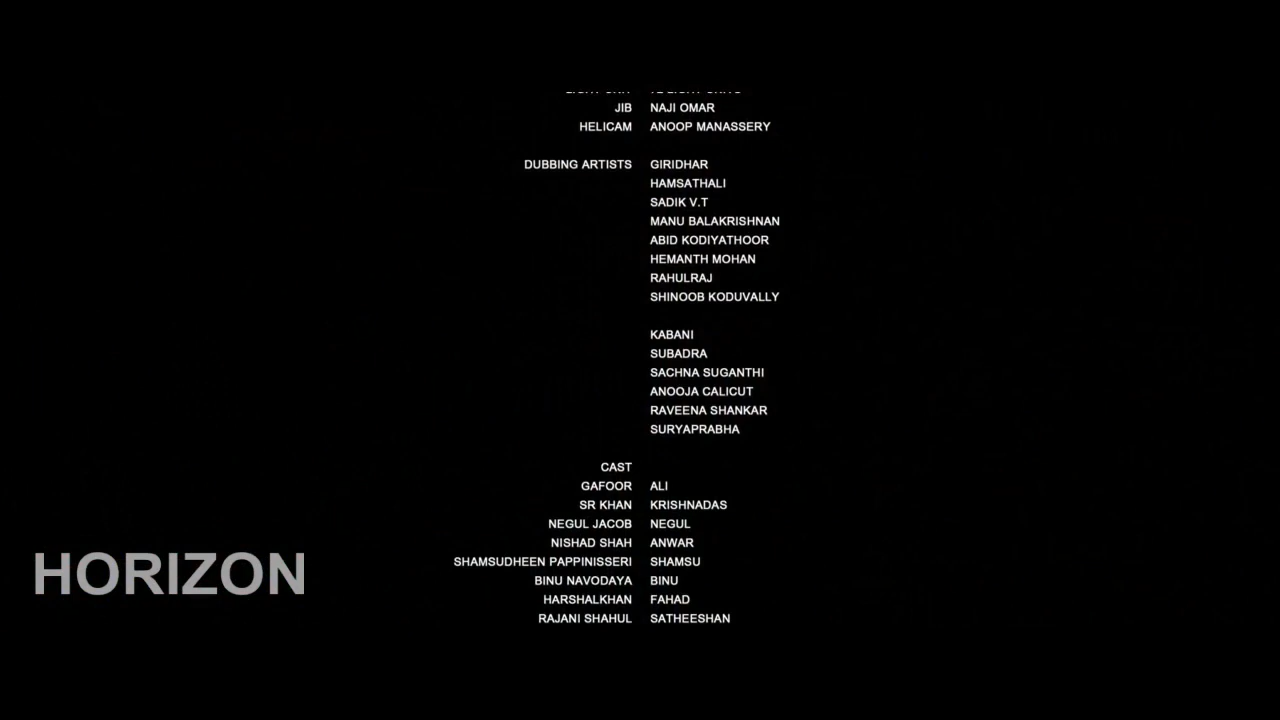 JIB NAJI OMAR
HELICAM ANOOP MANASSERY
DUBBING ARTISTS GIRIDHAR
HAMSATHALI
SADIK V.T
MANU BALAKRISHNAN
ABID KODIYATHOOR
HEMANTH MOHAN
RAHULRAJ
SHINOOB KODUVALLY
KABANI
SUBADRA
SACHNA SUGANTHI
ANOOJA CALICUT
RAVEENA SHANKAR
SURYAPRABHA
CAST
GAFOOR ALI
SR KHAN KRISHNADAS
NEGUL JACOB NEGUL
NISHAD SHAH ANWAR
SHAMSUDHEEN PAPPINISSERI SHAMSU
BINU NAVODAYA BINU
HARSHALKHAN FAHAD
RAJANI SHAHUL SATHEESHAN
HORIZON